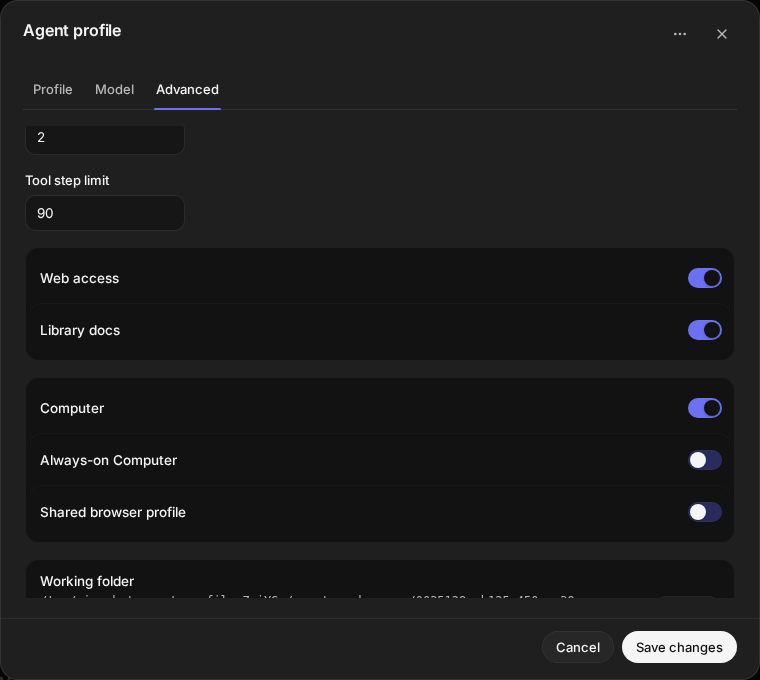 Agent profile
Profile Model Advanced
2
Tool step limit
90
Web access
Library docs
Computer
Always-on Computer
Shared browser profile
Working folder
Cancel Save changes